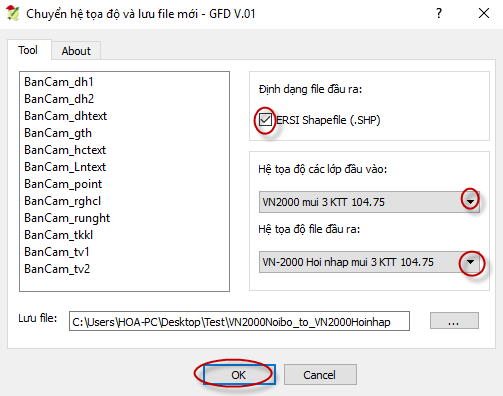 Chuyển hệ tọa độ và lưu file mới - GFD V.01
Tool
About
BanCam_dh1
BanCam_dh2
BanCam_dhtext
BanCam_gth
BanCam_hctext
BanCam_Lntext
BanCam_point
BanCam_rghcl
BanCam_runght
BanCam_tkkl
BanCam_tv1
BanCam_tv2
Định dạng file đầu ra:
ERSI Shapefile (.SHP)
Hệ tọa độ các lớp đầu vào:
VN2000 mui 3 KTT 104.75
Hệ tọa độ file đầu ra:
VN-2000 Hoi nhap mui 3 KTT 104.75
Lưu file:
C:\Users\HOA-PC\Desktop\Test\VN2000Noibo_to_VN2000Hoinhap
...
OK
Cancel